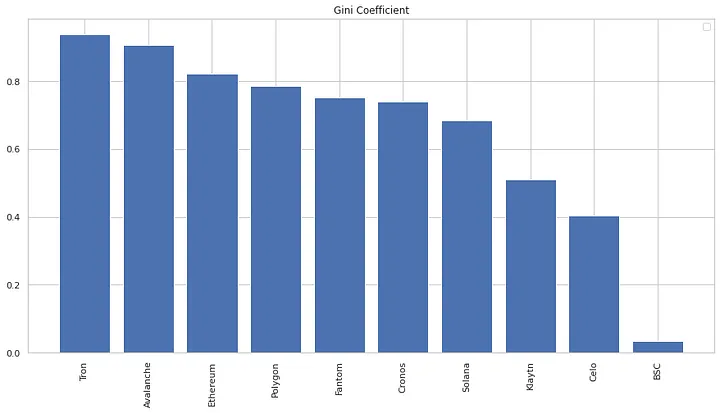 Gini Coefficient
0.8
0.6
0.4
0.2
0.0
Tron
Avalanche
Ethereum
Polygon
Fantom
Cronos
Solana
Klaytn
Celo
BSC